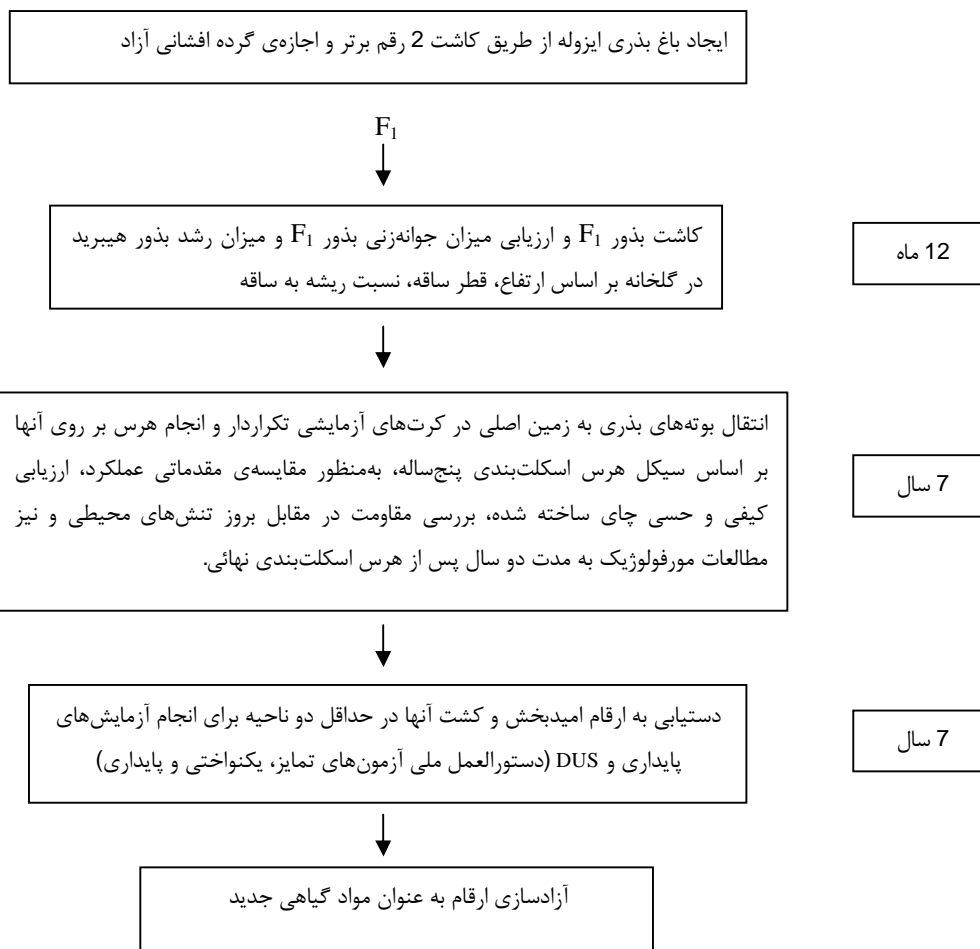 ایجاد باغ بذری ایزوله از طریق کاشت 2 رقم برتر و اجازه‌ی گرده افشانی آزاد
F1
کاشت بذور F1 و ارزیابی میزان جوانه‌زنی بذور F1 و میزان رشد بذور هیبرید
در گلخانه بر اساس ارتفاع، قطر ساقه، نسبت ریشه به ساقه
12 ماه
انتقال بوته‌های بذری به زمین اصلی در کرت‌های آزمایشی تکراردار و انجام هرس بر روی آنها
بر اساس سیکل هرس اسکلت‌بندی پنج‌ساله، به‌منظور مقایسه‌ی مقدماتی عملکرد، ارزیابی
کیفی و حسی چای ساخته شده، بررسی مقاومت در مقابل بروز تنش‌های محیطی و نیز
مطالعات مورفولوژیک به مدت دو سال پس از هرس اسکلت‌بندی نهائی.
7 سال
دستیابی به ارقام امیدبخش و کشت آنها در حداقل دو ناحیه برای انجام آزمایش‌های
پایداری و DUS (دستورالعمل ملی آزمون‌های تمایز، یکنواختی و پایداری)
7 سال
آزادسازی ارقام به عنوان مواد گیاهی جدید